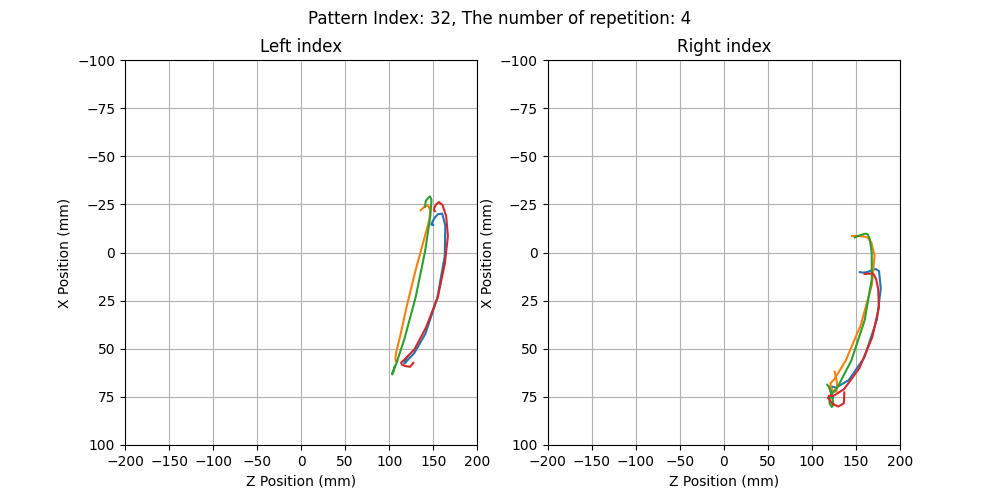 Pattern Index: 32, The number of repetition: 4
Left index
Right index
−100
−75
−50
−25
0
25
50
75
100
−200 −150 −100 −50 0 50 100 150 200
X Position (mm)
Z Position (mm)
−100
−75
−50
−25
0
25
50
75
100
−200 −150 −100 −50 0 50 100 150 200
X Position (mm)
Z Position (mm)